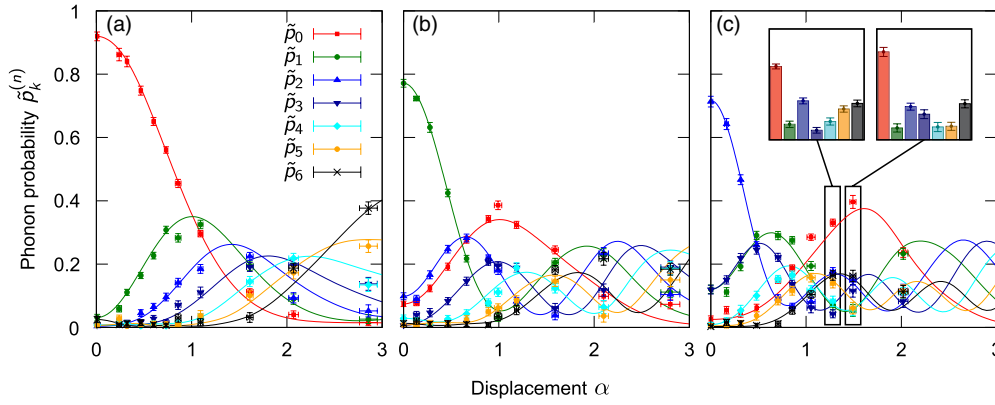 (a) (b) (c)
Phonon probability p̃ₖ⁽ⁿ⁾
1
0.8
0.6
0.4
0.2
0
p̃₀
p̃₁
p̃₂
p̃₃
p̃₄
p̃₅
p̃₆
0 1 2 3 0 1 2 3 0 1 2 3
Displacement α